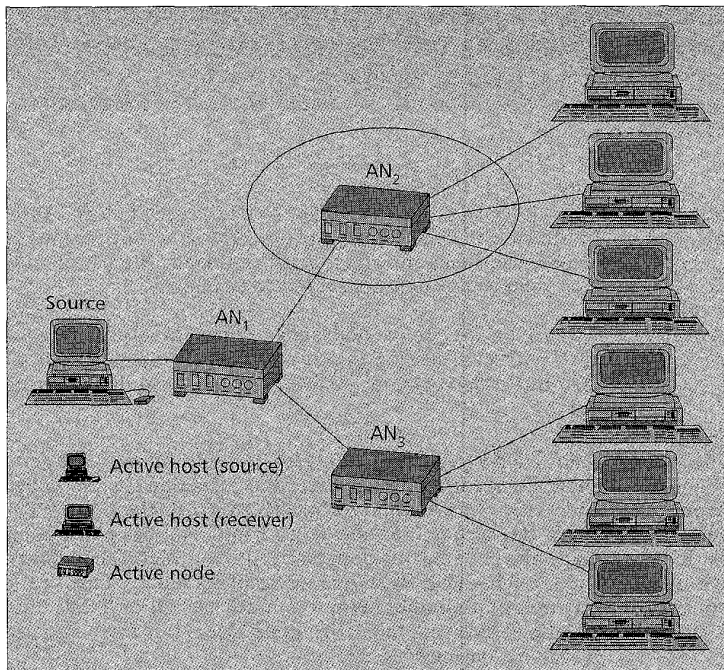 AN₂
Source
AN₁
AN₃
Active host (source)
Active host (receiver)
Active node